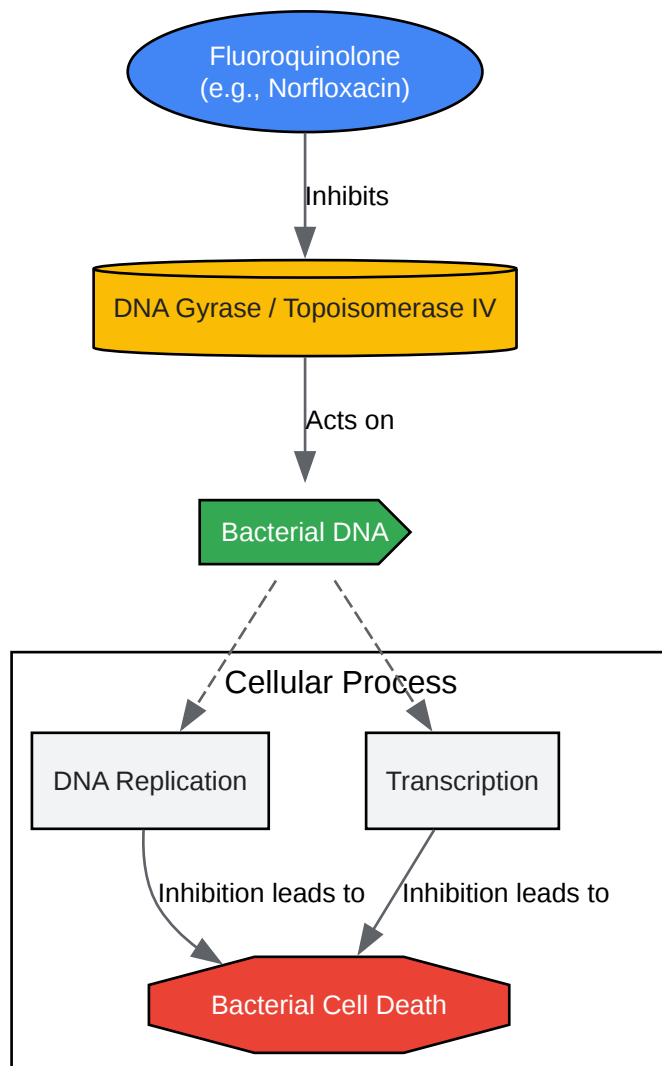 Fluoroquinolone
(e.g., Norfloxacin)
Inhibits
DNA Gyrase / Topoisomerase IV
Acts on
Bacterial DNA
Cellular Process
DNA Replication
Transcription
Inhibition leads to
Inhibition leads to
Bacterial Cell Death